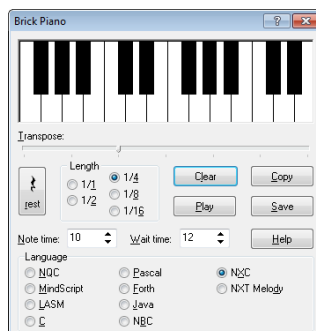 Brick Piano
Transpose:
Length
1/1
1/2
1/4
1/8
1/16
rest
Clear
Copy
Play
Save
Note time: 10 Wait time: 12 Help
Language
NQC Pascal NXC
MindScript Forth NXT Melody
LASM Java
C NBC